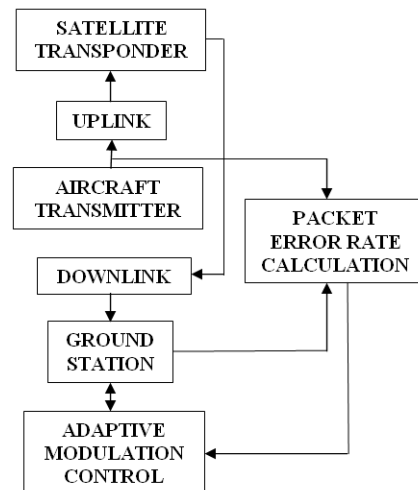 SATELLITE
TRANSPONDER
UPLINK
AIRCRAFT
TRANSMITTER
PACKET
ERROR RATE
CALCULATION
DOWNLINK
GROUND
STATION
ADAPTIVE
MODULATION
CONTROL